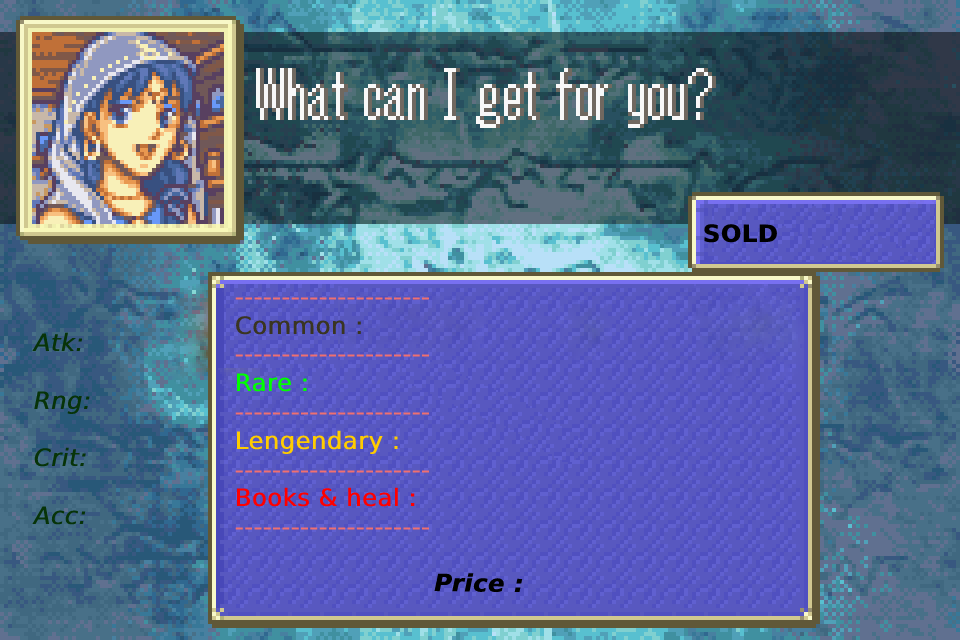 What can I get for you?
SOLD
---------------------
Common :
---------------------
Rare :
---------------------
Lengendary :
---------------------
Books & heal :
---------------------
Price :
Atk:
Rng:
Crit:
Acc: